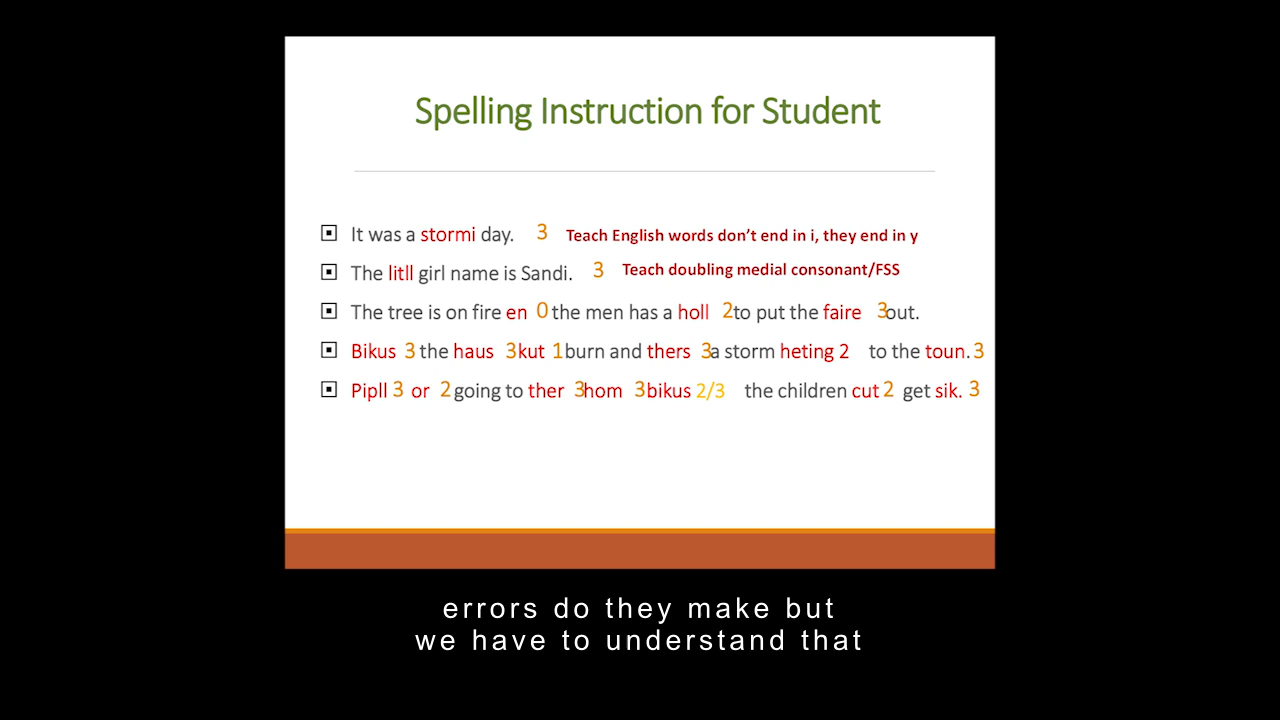 Spelling Instruction for Student
It was a stormi day. 3 Teach English words don't end in i, they end in y
The litll girl name is Sandi. 3 Teach doubling medial consonant/FSS
The tree is on fire en 0 the men has a holl 2 to put the faire 3 out.
Bikus 3 the haus 3 kut 1 burn and thers 3 a storm heting 2 to the toun. 3
Pipll 3 or 2 going to ther 3 hom 3 bikus 2/3 the children cut 2 get sik. 3
errors do they make but
we have to understand that